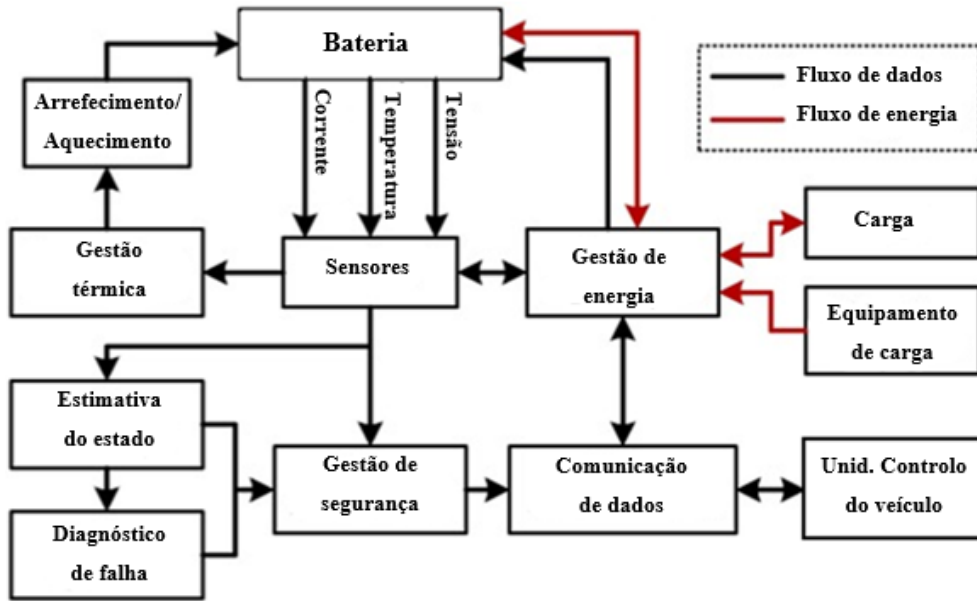 Bateria
Fluxo de dados
Fluxo de energia
Arrefecimento/
Aquecimento
Corrente
Temperatura
Tensão
Carga
Gestão
térmica
Sensores
Gestão de
energia
Equipamento
de carga
Estimativa
do estado
Gestão de
segurança
Comunicação
de dados
Unid. Controlo
do veículo
Diagnóstico
de falha